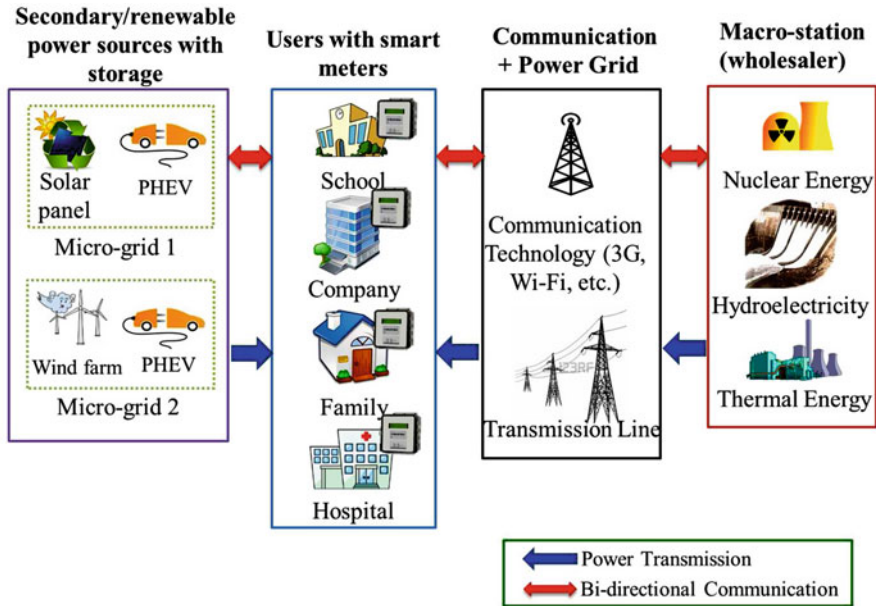 Secondary/renewable
power sources with
storage
Users with smart
meters
Communication
+ Power Grid
Macro-station
(wholesaler)
Solar
panel
PHEV
Micro-grid 1
Wind farm
PHEV
Micro-grid 2
School
Company
Family
Hospital
Communication
Technology (3G,
Wi-Fi, etc.)
Transmission Line
Nuclear Energy
Hydroelectricity
Thermal Energy
Power Transmission
Bi-directional Communication